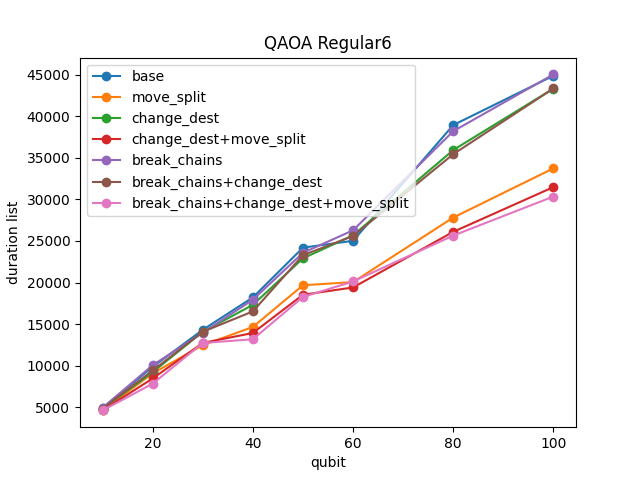 QAOA Regular6
base
move_split
change_dest
change_dest+move_split
break_chains
break_chains+change_dest
break_chains+change_dest+move_split
45000
40000
35000
30000
25000
20000
15000
10000
5000
duration list
20 40 60 80 100
qubit